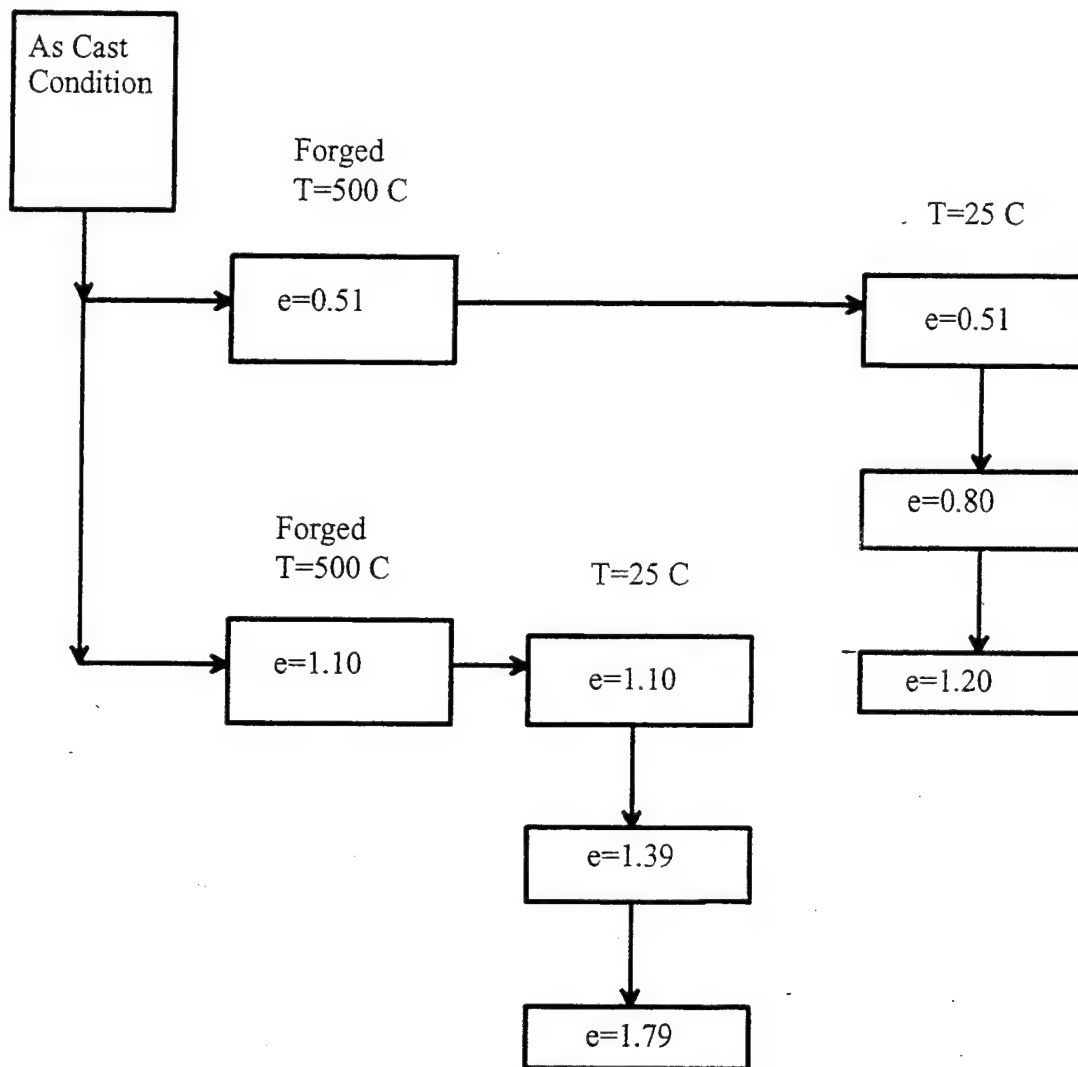 As Cast
Condition
Forged
T=500 C
T=25 C
e=0.51
e=0.51
e=0.80
Forged
T=500 C
T=25 C
e=1.10
e=1.10
e=1.20
e=1.39
e=1.79